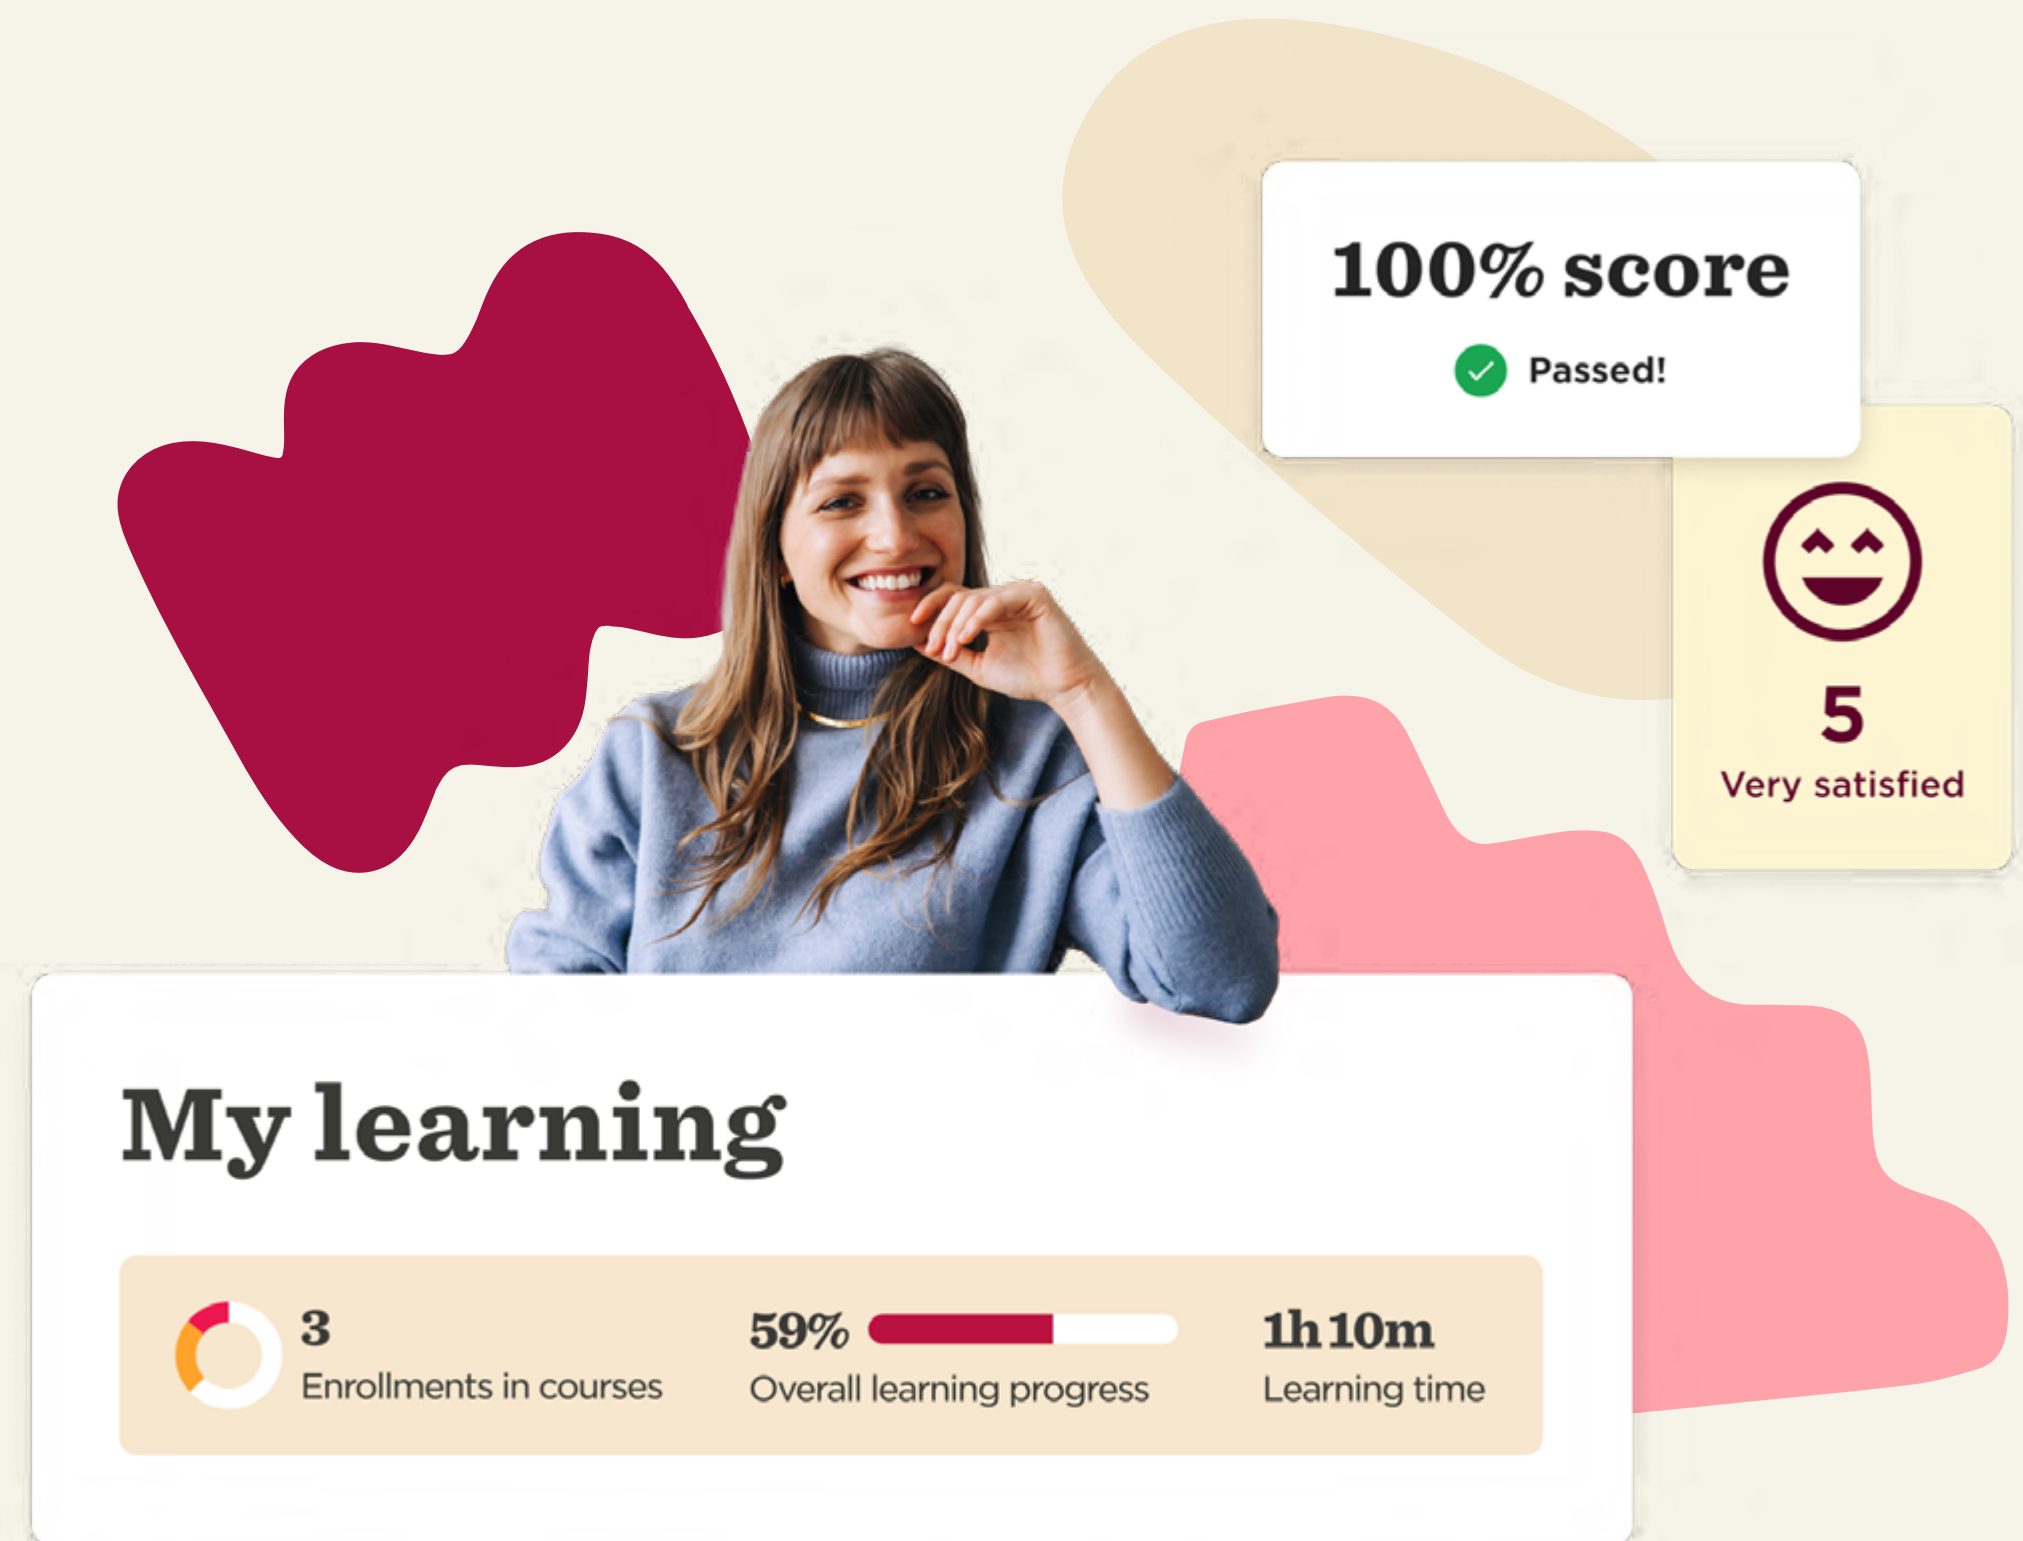 100% score
Passed!
5
Very satisfied
My learning
3
Enrollments in courses
59%
Overall learning progress
1h 10m
Learning time